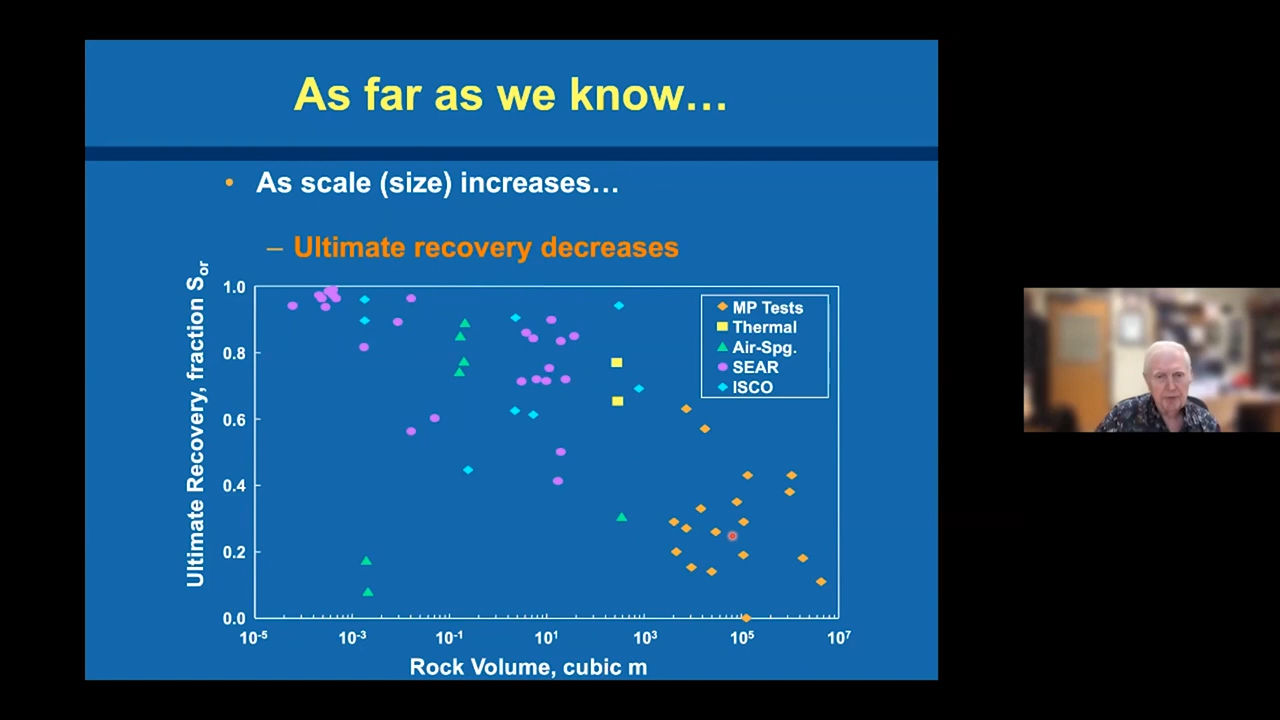 As far as we know…
• As scale (size) increases…
– Ultimate recovery decreases
Ultimate Recovery, fraction Sor
1.0
0.8
0.6
0.4
0.2
0.0
MP Tests
Thermal
Air-Spg.
SEAR
ISCO
10-5 10-3 10-1 101 103 105 107
Rock Volume, cubic m